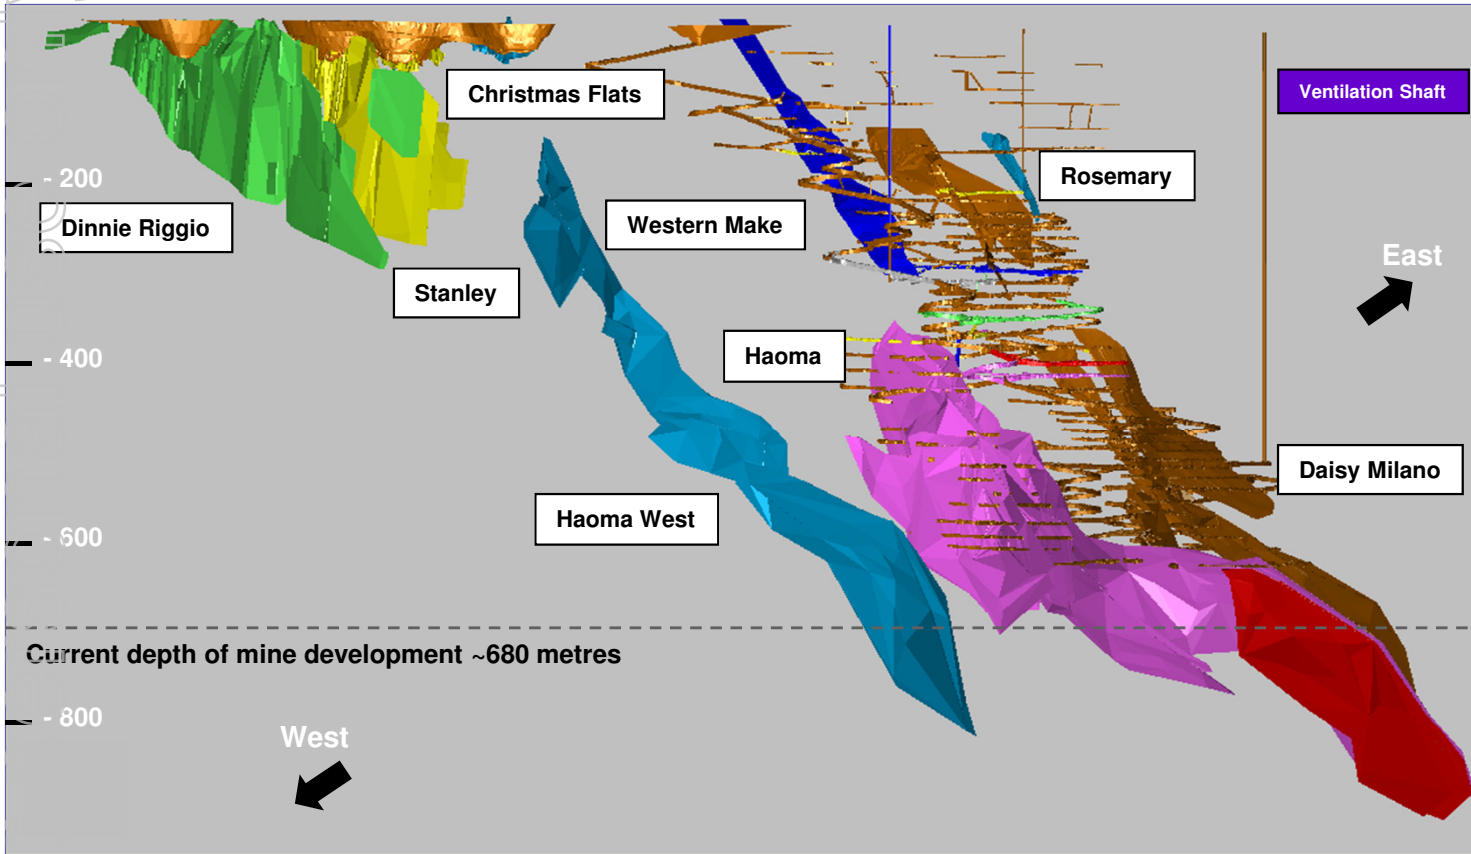 Christmas Flats
Ventilation Shaft
Rosemary
- 200
Dinnie Riggio
Western Make
East
Stanley
Haoma
- 400
Daisy Milano
Haoma West
- 600
Current depth of mine development ~680 metres
- 800
West